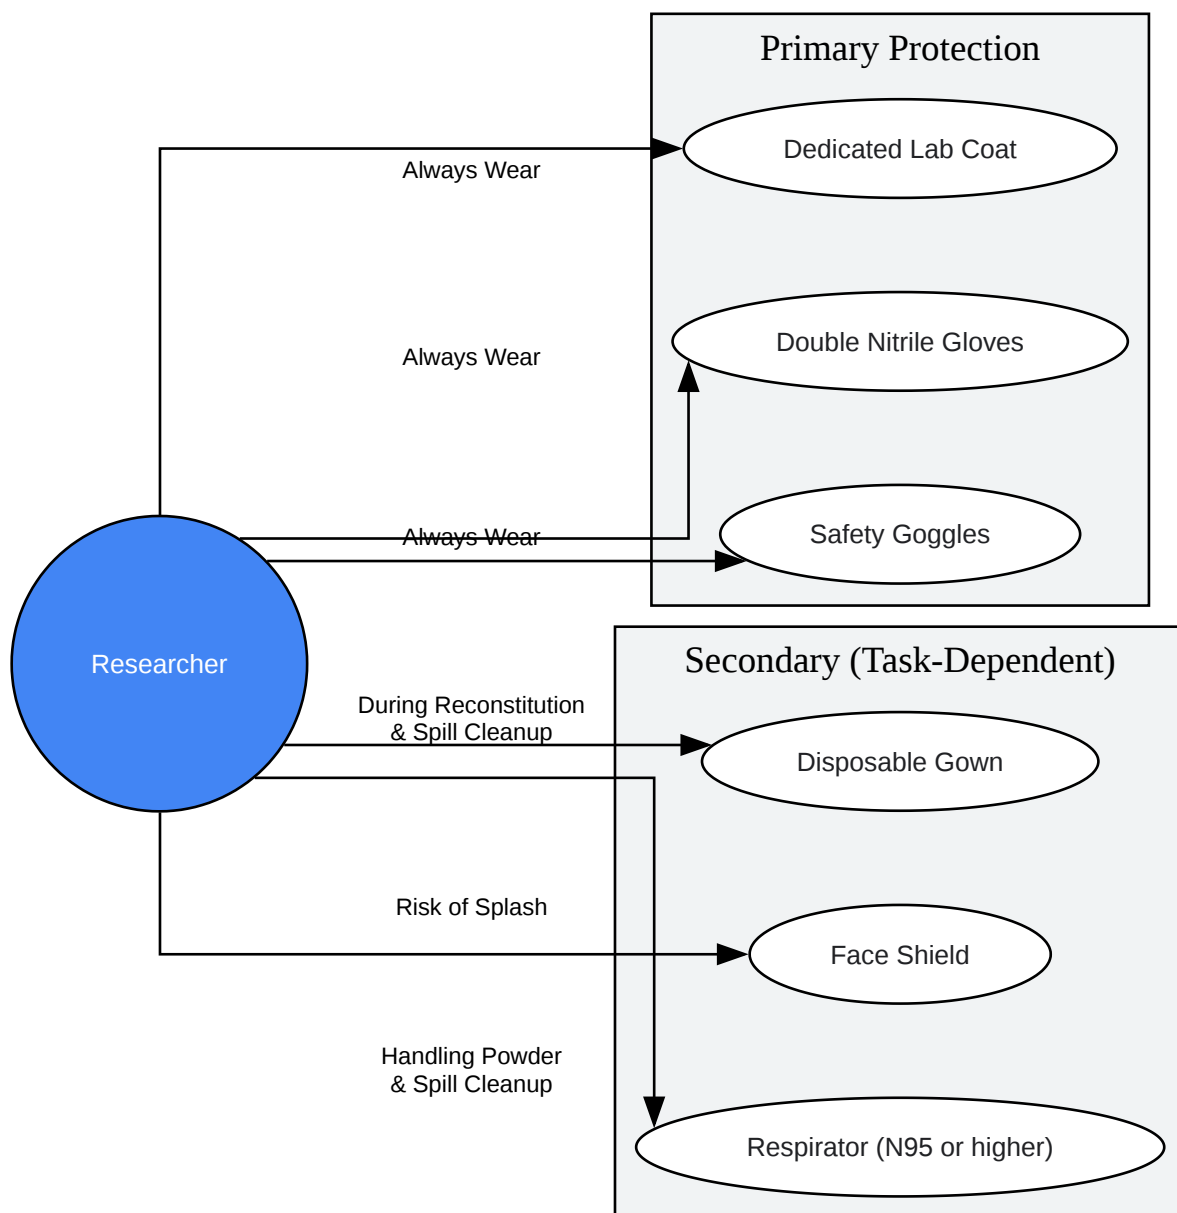 Primary Protection
Dedicated Lab Coat
Always Wear
Double Nitrile Gloves
Always Wear
Safety Goggles
Always Wear
Researcher
Secondary (Task-Dependent)
During Reconstitution
& Spill Cleanup
Disposable Gown
Risk of Splash
Face Shield
Handling Powder
& Spill Cleanup
Respirator (N95 or higher)